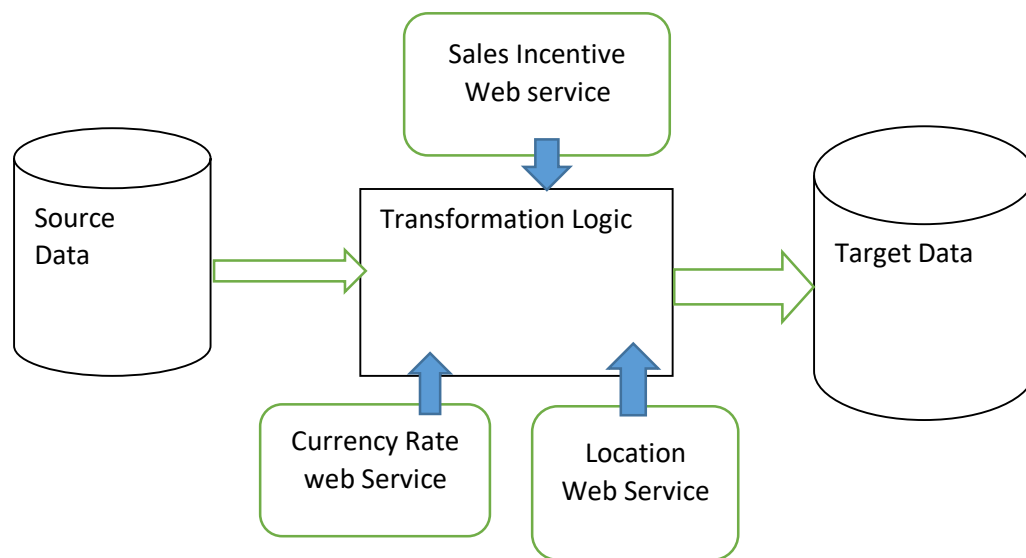 Sales Incentive
Web service
Source
Data
Transformation Logic
Target Data
Currency Rate
web Service
Location
Web Service